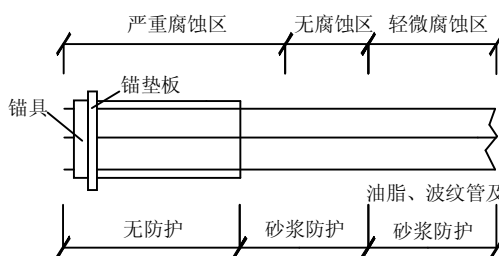 严重腐蚀区 无腐蚀区 轻微腐蚀区
锚垫板
锚具
油脂、波纹管及
无防护 砂浆防护 砂浆防护